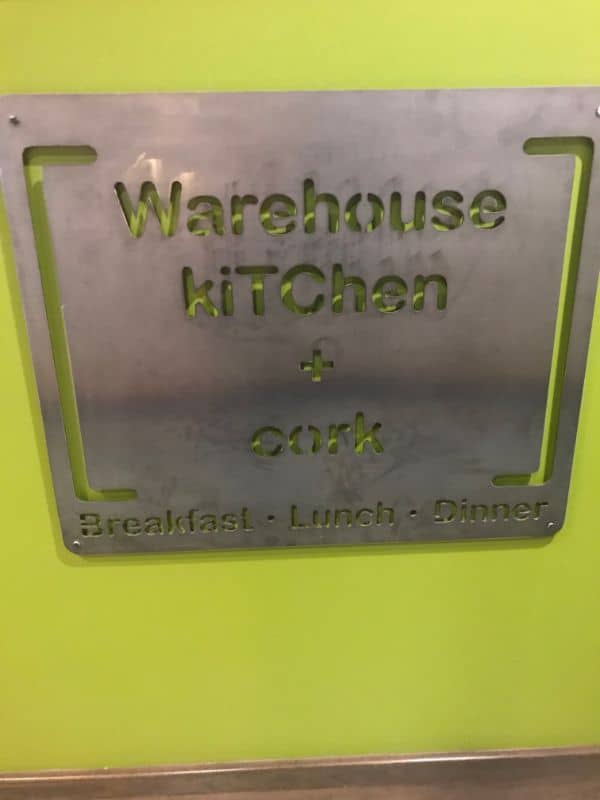 Warehouse
kiTChen
+
cork
Breakfast · Lunch · Dinner